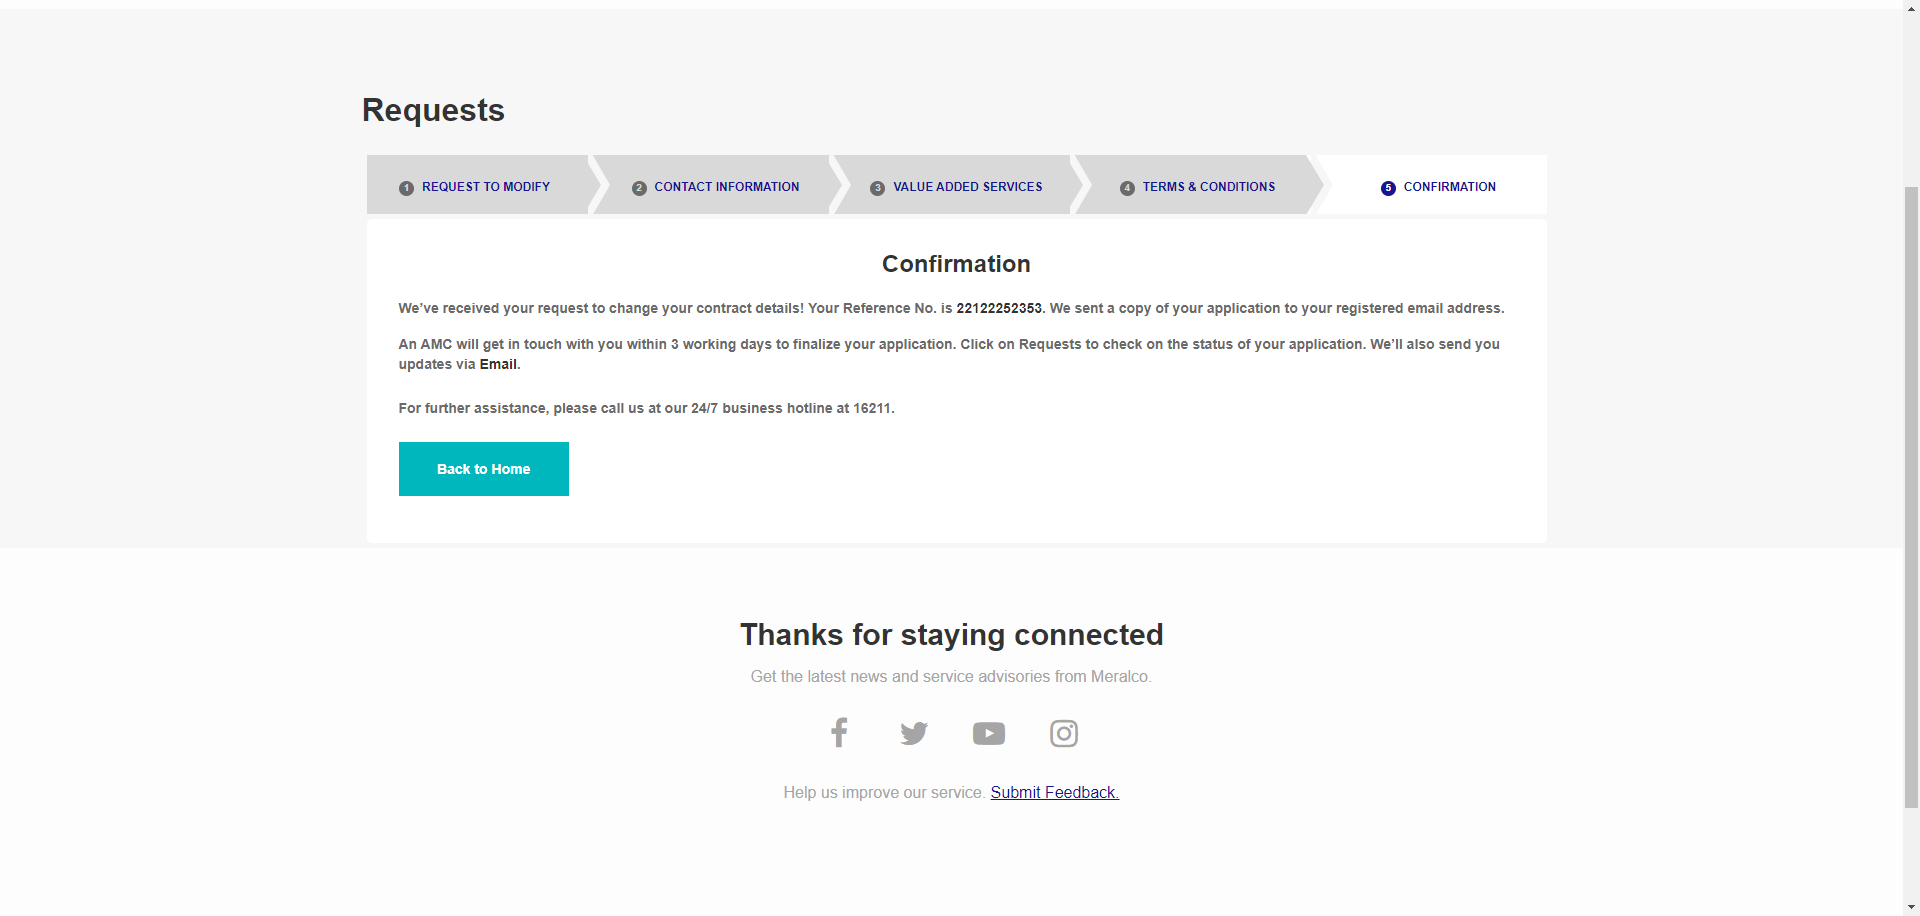 Requests
1 REQUEST TO MODIFY
2 CONTACT INFORMATION
3 VALUE ADDED SERVICES
4 TERMS & CONDITIONS
5 CONFIRMATION
Confirmation
We’ve received your request to change your contract details! Your Reference No. is 22122252353. We sent a copy of your application to your registered email address.
An AMC will get in touch with you within 3 working days to finalize your application. Click on Requests to check on the status of your application. We’ll also send you
updates via Email.
For further assistance, please call us at our 24/7 business hotline at 16211.
Back to Home
Thanks for staying connected
Get the latest news and service advisories from Meralco.
Help us improve our service. Submit Feedback.